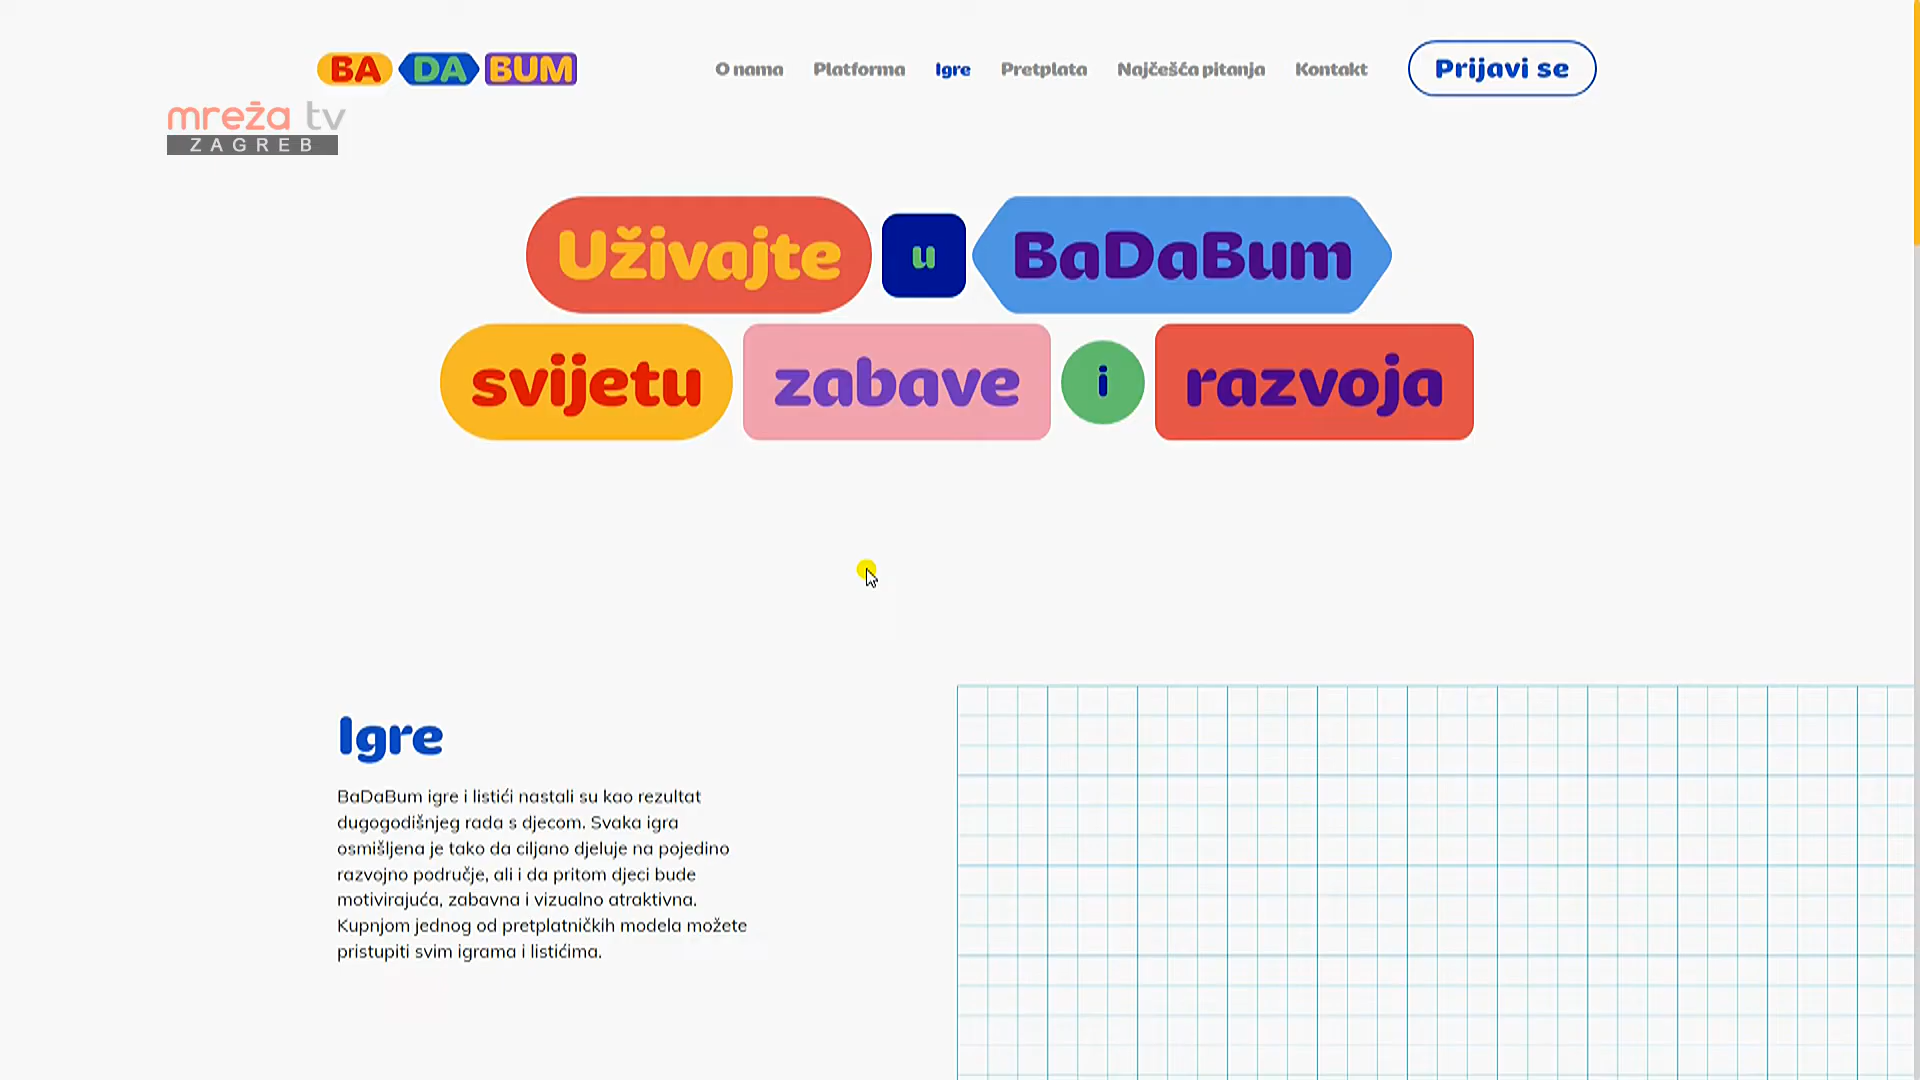 BA DA BUM
O nama Platforma Igre Pretplata Najčešća pitanja Kontakt Prijavi se
mreža tv
ZAGREB
Uživajte u BaDaBum
svijetu zabave i razvoja
Igre
BaDaBum igre i listići nastali su kao rezultat
dugogodišnjeg rada s djecom. Svaka igra
osmišljena je tako da ciljano djeluje na pojedino
razvojno područje, ali i da pritom djeci bude
motivirajuća, zabavna i vizualno atraktivna.
Kupnjom jednog od pretplatničkih modela možete
pristupiti svim igrama i listićima.